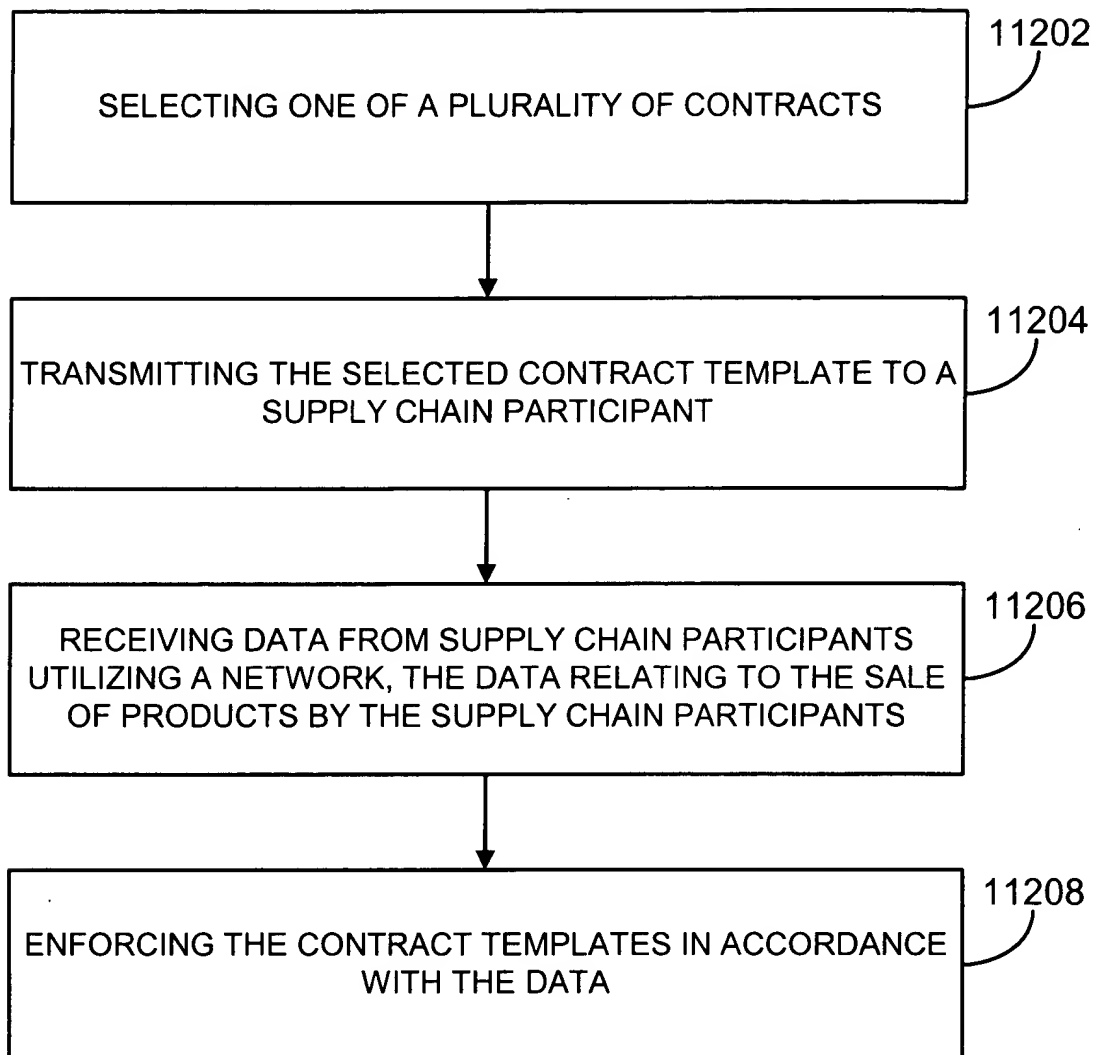 11202
SELECTING ONE OF A PLURALITY OF CONTRACTS
11204
TRANSMITTING THE SELECTED CONTRACT TEMPLATE TO A
SUPPLY CHAIN PARTICIPANT
11206
RECEIVING DATA FROM SUPPLY CHAIN PARTICIPANTS
UTILIZING A NETWORK, THE DATA RELATING TO THE SALE
OF PRODUCTS BY THE SUPPLY CHAIN PARTICIPANTS
11208
ENFORCING THE CONTRACT TEMPLATES IN ACCORDANCE
WITH THE DATA